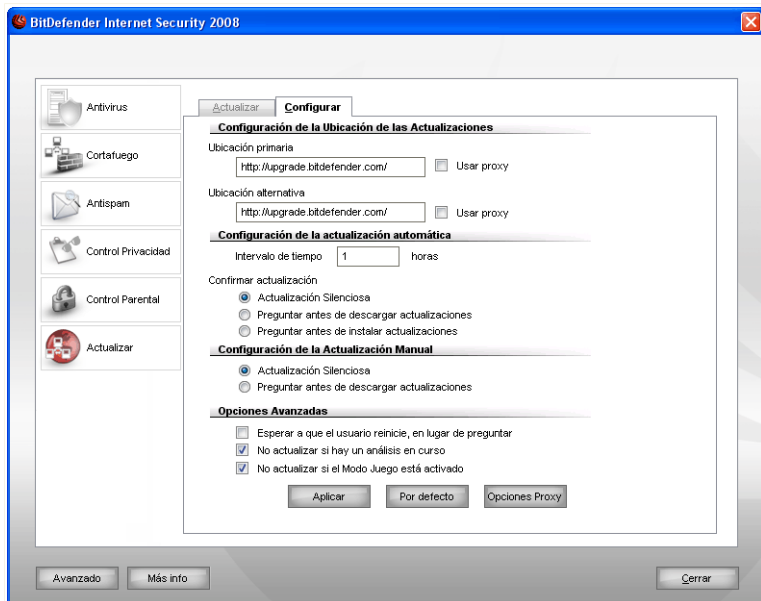 BitDefender Internet Security 2008
Antivirus
Cortafuego
Antispam
Control Privacidad
Control Parental
Actualizar
Actualizar
Configurar
Configuración de la Ubicación de las Actualizaciones
Ubicación primaria
http://upgrade.bitdefender.com/
Usar proxy
Ubicación alternativa
http://upgrade.bitdefender.com/
Usar proxy
Configuración de la actualización automática
Intervalo de tiempo 1 horas
Confirmar actualización
Actualización Silenciosa
Preguntar antes de descargar actualizaciones
Preguntar antes de instalar actualizaciones
Configuración de la Actualización Manual
Actualización Silenciosa
Preguntar antes de descargar actualizaciones
Opciones Avanzadas
Esperar a que el usuario reinicie, en lugar de preguntar
No actualizar si hay un análisis en curso
No actualizar si el Modo Juego está activado
Aplicar
Por defecto
Opciones Proxy
Avanzado
Más info
Cerrar